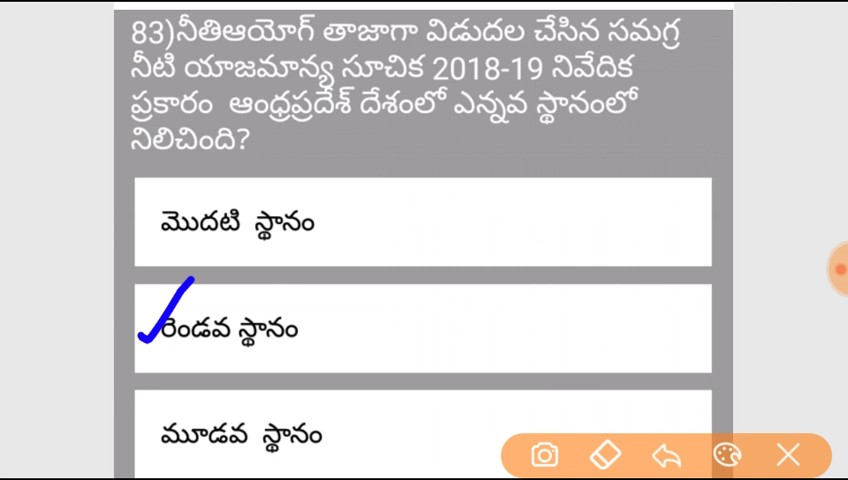 83)నీతిఆయోగ్ తాజాగా విడుదల చేసిన సమగ్ర
నీటి యాజమాన్య సూచిక 2018-19 నివేదిక
ప్రకారం ఆంధ్రప్రదేశ్ దేశంలో ఎన్నవ స్థానంలో
నిలిచింది?
మొదటి స్థానం
రెండవ స్థానం
మూడవ స్థానం